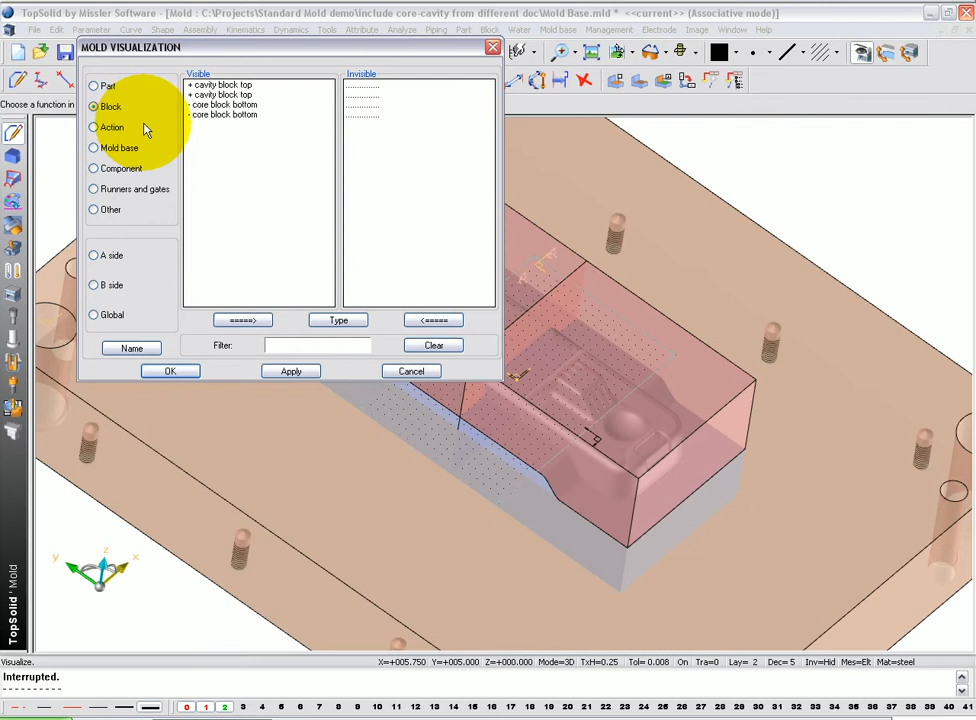 TopSolid by Missler Software - [Mold : C:\Projects\Standard Mold demo\include core-cavity from different doc\Mold Base.mld * <<current>> (Associative mode)]
File Edit Parameter Curve Shape Assembly Kinematics Dynamics Tools Attribute Analyze Piping Part Block Water Mold base Management Electrode Image Window Help
MOLD VISUALIZATION
Choose a function in
Part
Block
Action
Mold base
Component
Runners and gates
Other
A side
B side
Global
Name
Visible
+ cavity block top
+ cavity block top
- core block bottom
core block bottom
Invisible
=====>
Type
<=====
Filter:
Clear
OK
Apply
Cancel
y
z
x
TopSolid 'Mold
Visualize.
X=+005.750 Y=+005.000 Z=+000.000 Mode=3D TxH=0.25 Tol= 0.008 On Tra=0 Lay= 2 Dec= 5 Inv=Hid Mes=Elt Mat=steel
Interrupted.
0 1 2 3 4 5 6 7 8 9 10 11 12 13 14 15 16 17 18 19 20 21 22 23 24 25 26 27 28 29 30 31 32 33 34 35 36 37 38 39 40 41